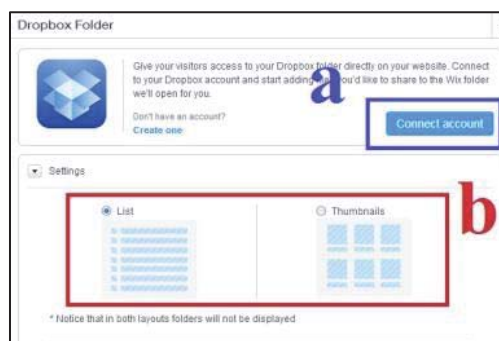 Dropbox Folder
Give your visitors access to your Dropbox folder directly on your website. Connect
to your Dropbox account and start adding you'd like to share to the Wix folder
we'll open for you.
a
Don't have an account?
Create one
Connect account
Settings
List
Thumbnails
b
* Notice that in both layouts folders will not be displayed